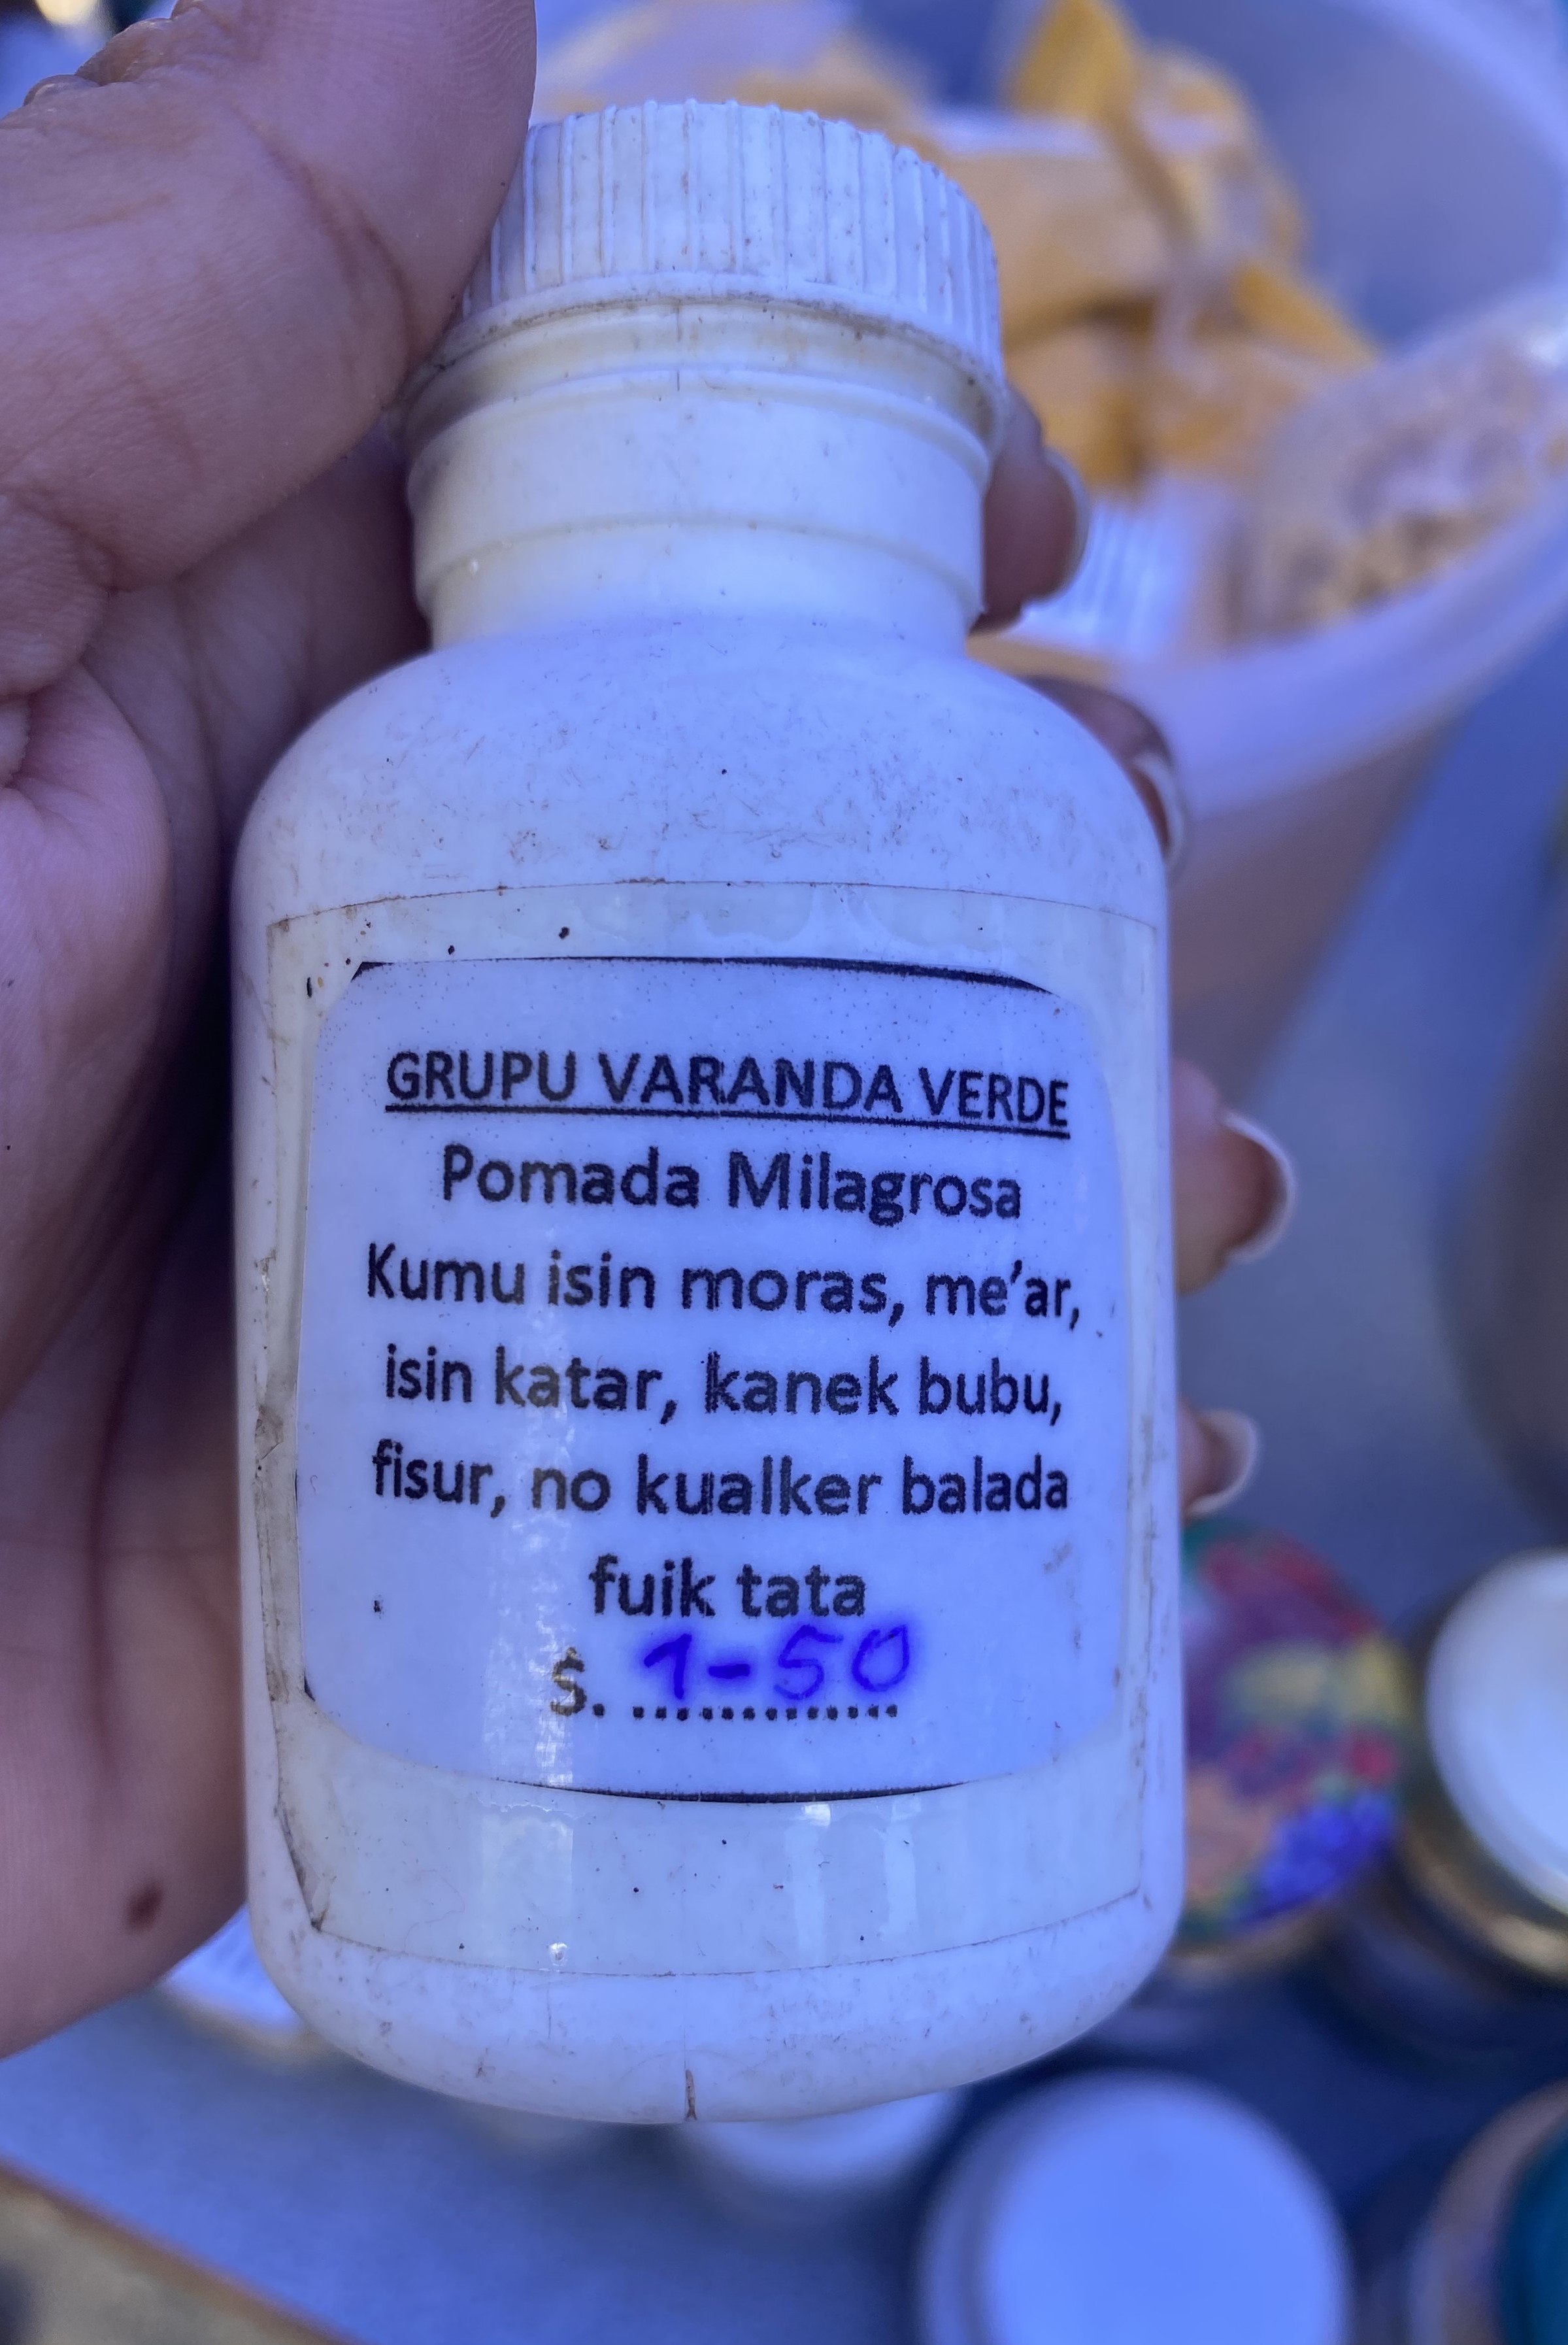 GRUPU VARANDA VERDE
Pomada Milagrosa
Kumu isin moras, me'ar,
isin katar, kanek bubu,
fisur, no kualker balada
fuik tata
$. 1-50